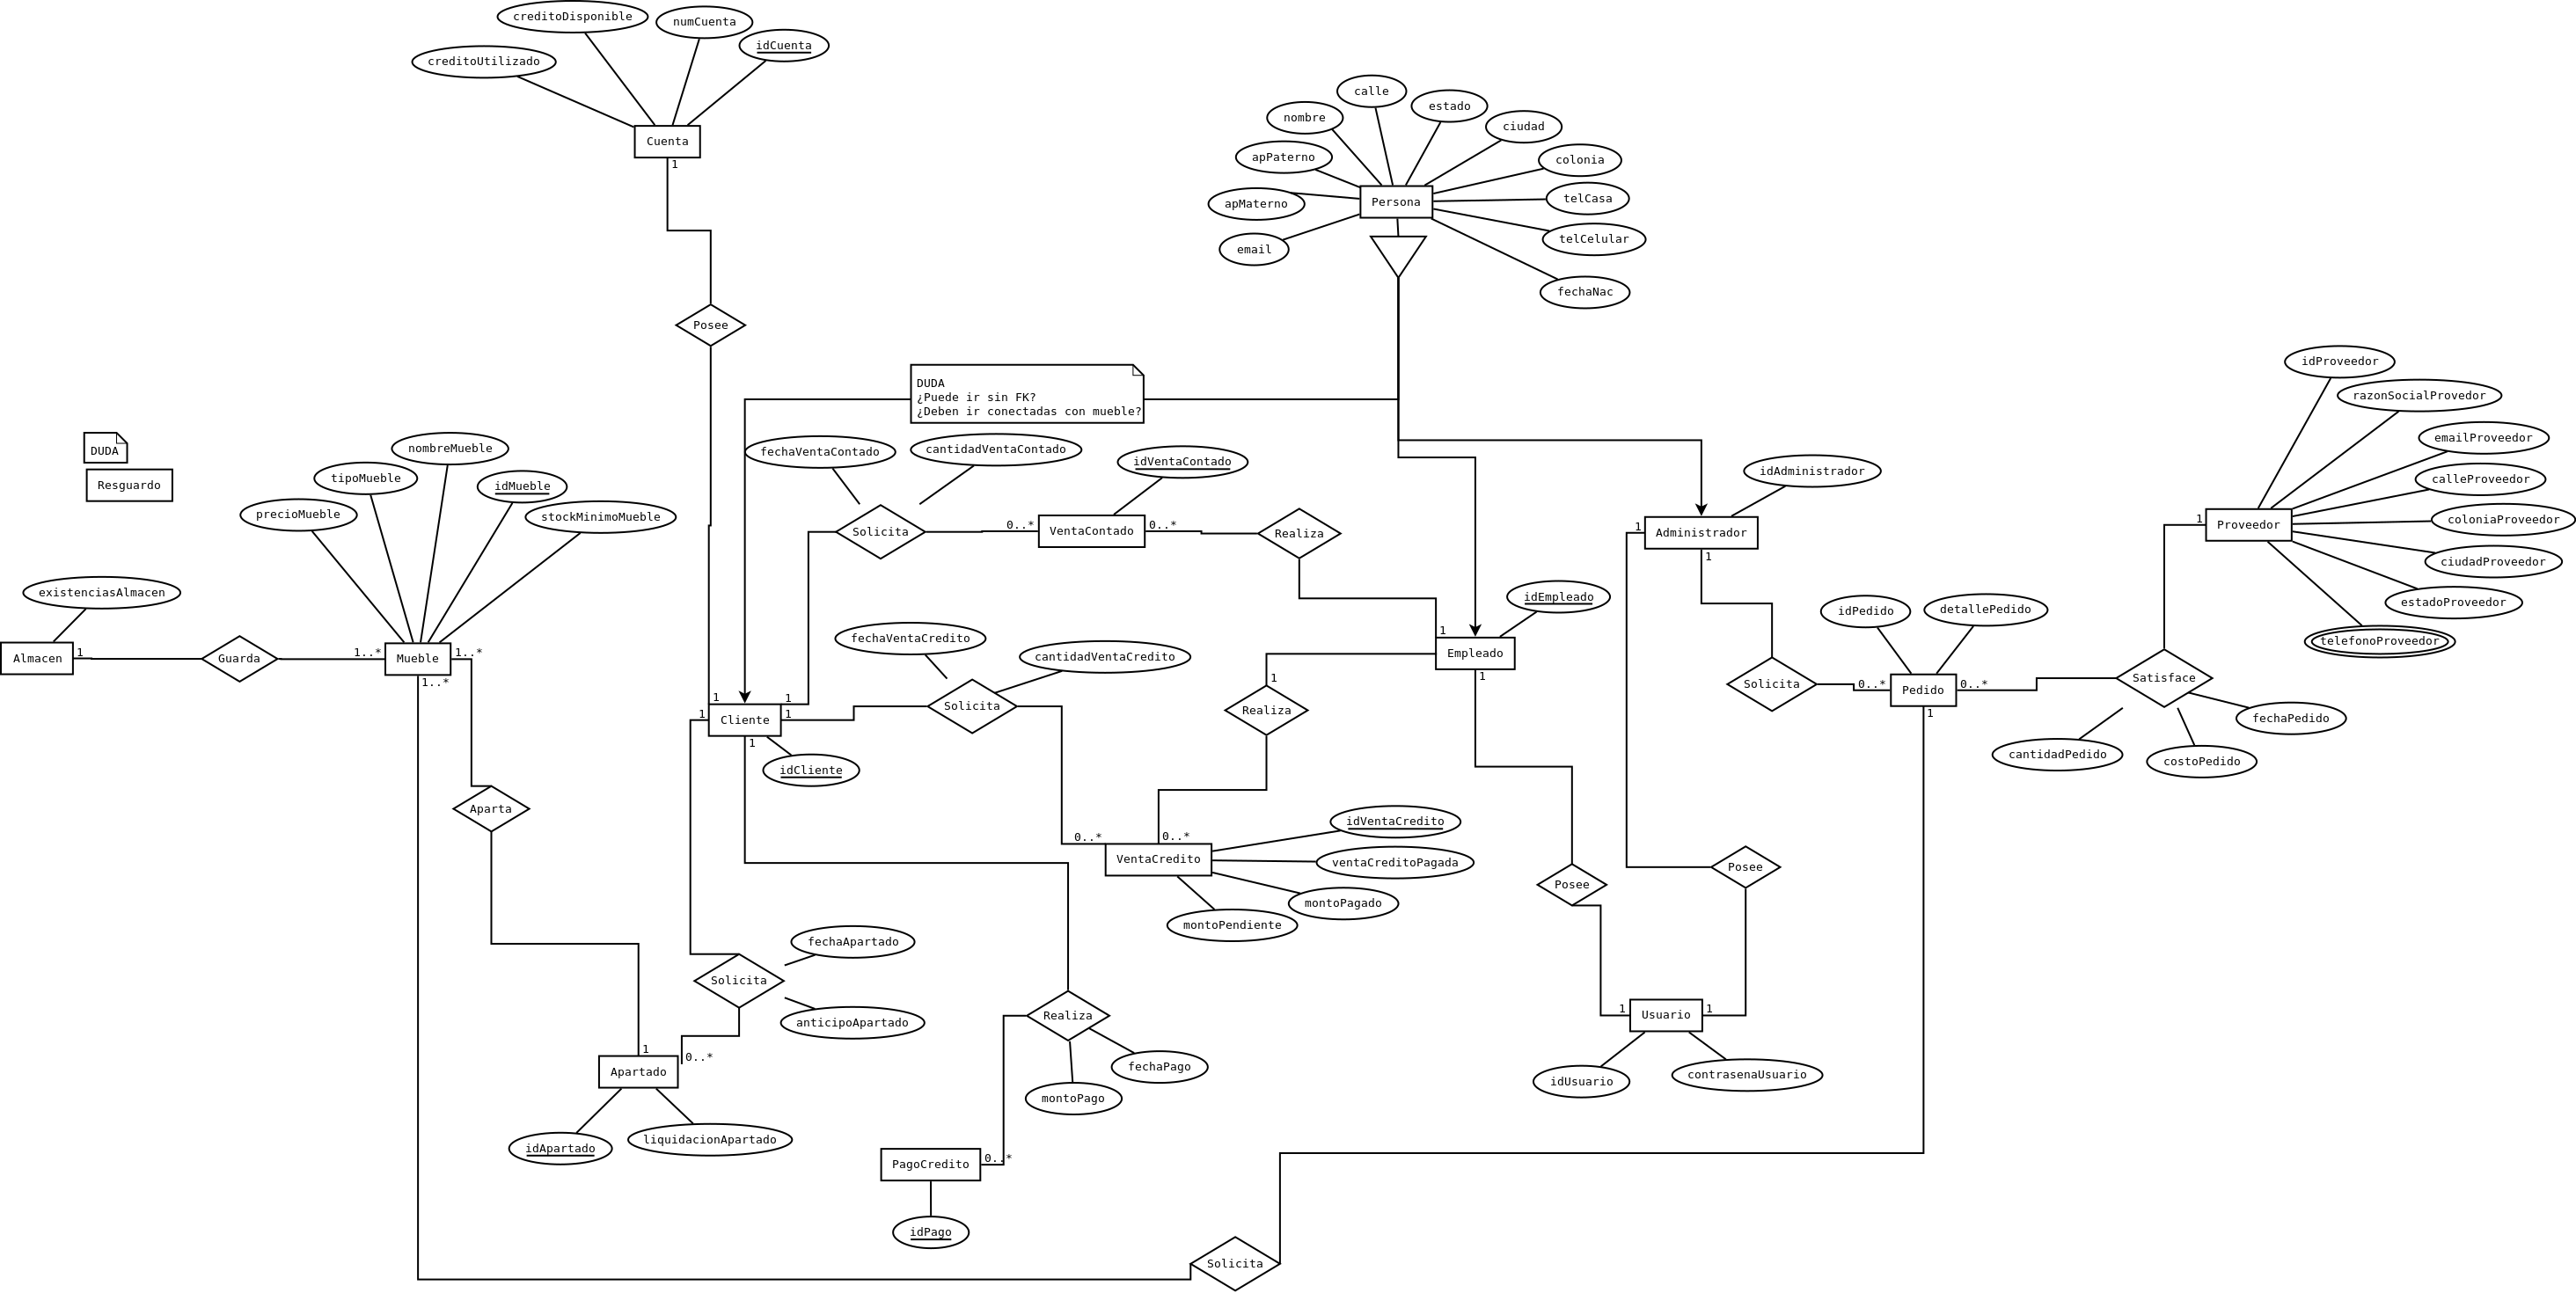 creditoDisponible
numCuenta
idCuenta
creditoUtilizado
Cuenta
1
calle
estado
nombre
ciudad
apPaterno
colonia
telCasa
apMaterno
Persona
telCelular
email
fechaNac
Posee
DUDA
¿Puede ir sin FK?
¿Deben ir conectadas con mueble?
idProveedor
razonSocialProvedor
emailProveedor
calleProveedor
coloniaProveedor
1
Proveedor
ciudadProveedor
estadoProveedor
telefonoProveedor
DUDA
Resguardo
nombreMueble
tipoMueble
idMueble
precioMueble
stockMinimoMueble
fechaVentaContado
cantidadVentaContado
idVentaContado
Solicita
0..*
VentaContado
0..*
Realiza
idAdministrador
1
Administrador
1
existenciasAlmacen
Almacen
1
Guarda
1..*
Mueble
1..*
1..*
fechaVentaCredito
cantidadVentaCredito
idEmpleado
1
Empleado
1
idPedido
detallePedido
Solicita
0..*
Pedido
0..*
1
Satisface
fechaPedido
cantidadPedido
costoPedido
1
1
1
Cliente
1
1
idCliente
Solicita
1
Realiza
Aparta
0..*
0..*
VentaCredito
idVentaCredito
ventaCreditoPagada
montoPagado
montoPendiente
Posee
Posee
fechaApartado
Solicita
anticipoApartado
1
0..*
Apartado
idApartado
liquidacionApartado
Realiza
fechaPago
montoPago
1
Usuario
1
idUsuario
contrasenaUsuario
PagoCredito
0..*
idPago
Solicita